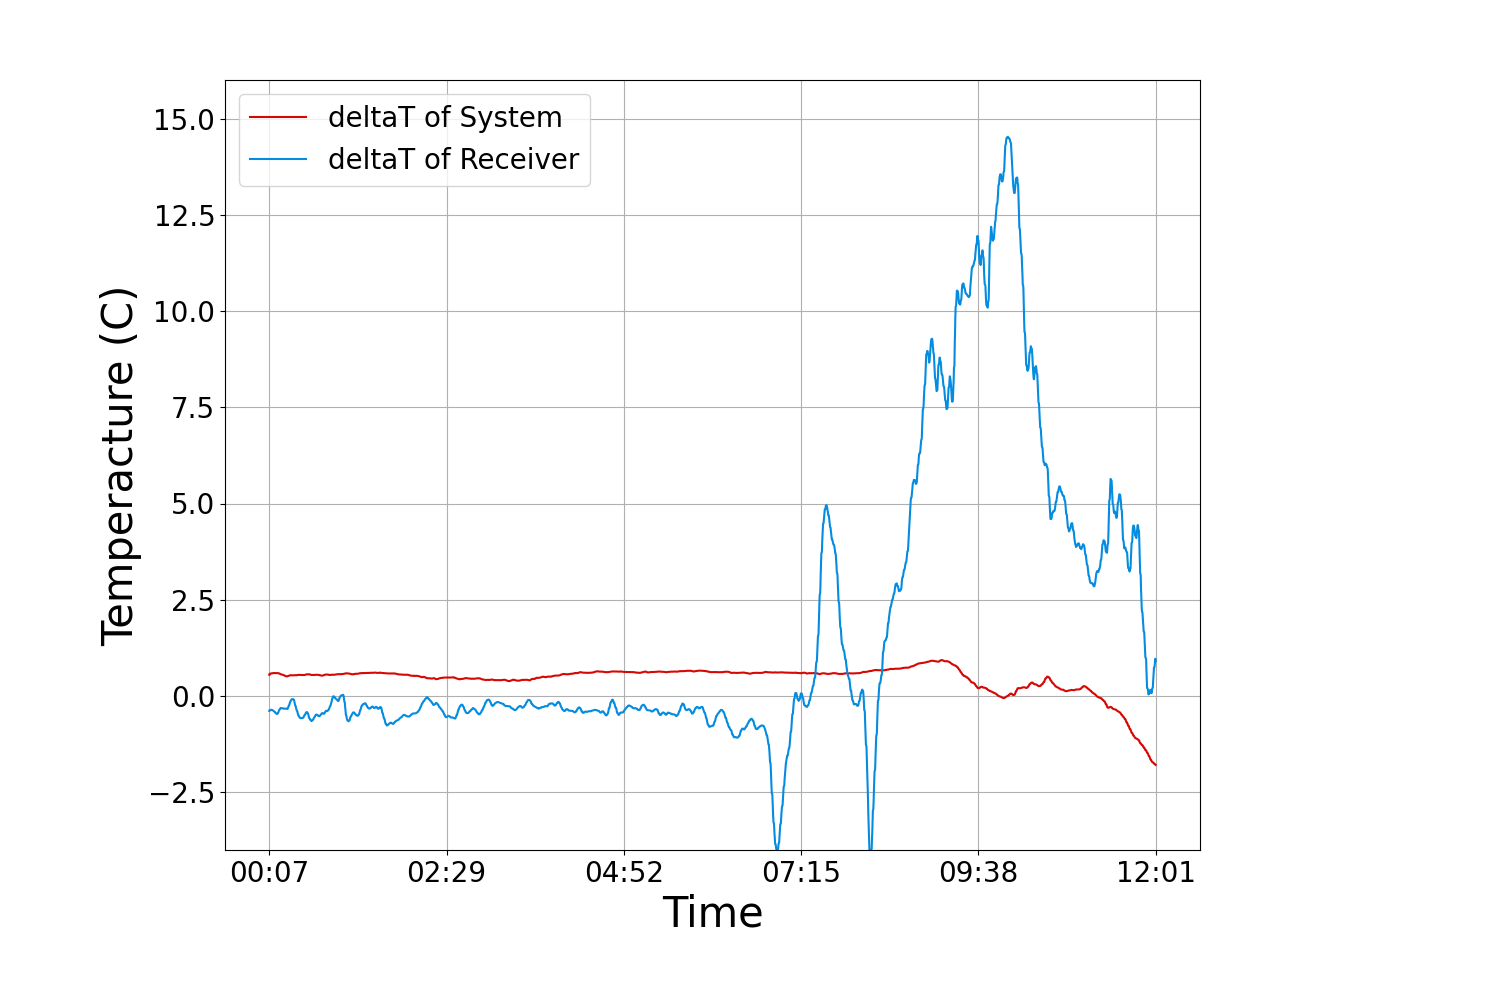 deltaT of System
deltaT of Receiver
15.0
12.5
10.0
7.5
5.0
2.5
0.0
−2.5
Temperacture (C)
00:07 02:29 04:52 07:15 09:38 12:01
Time